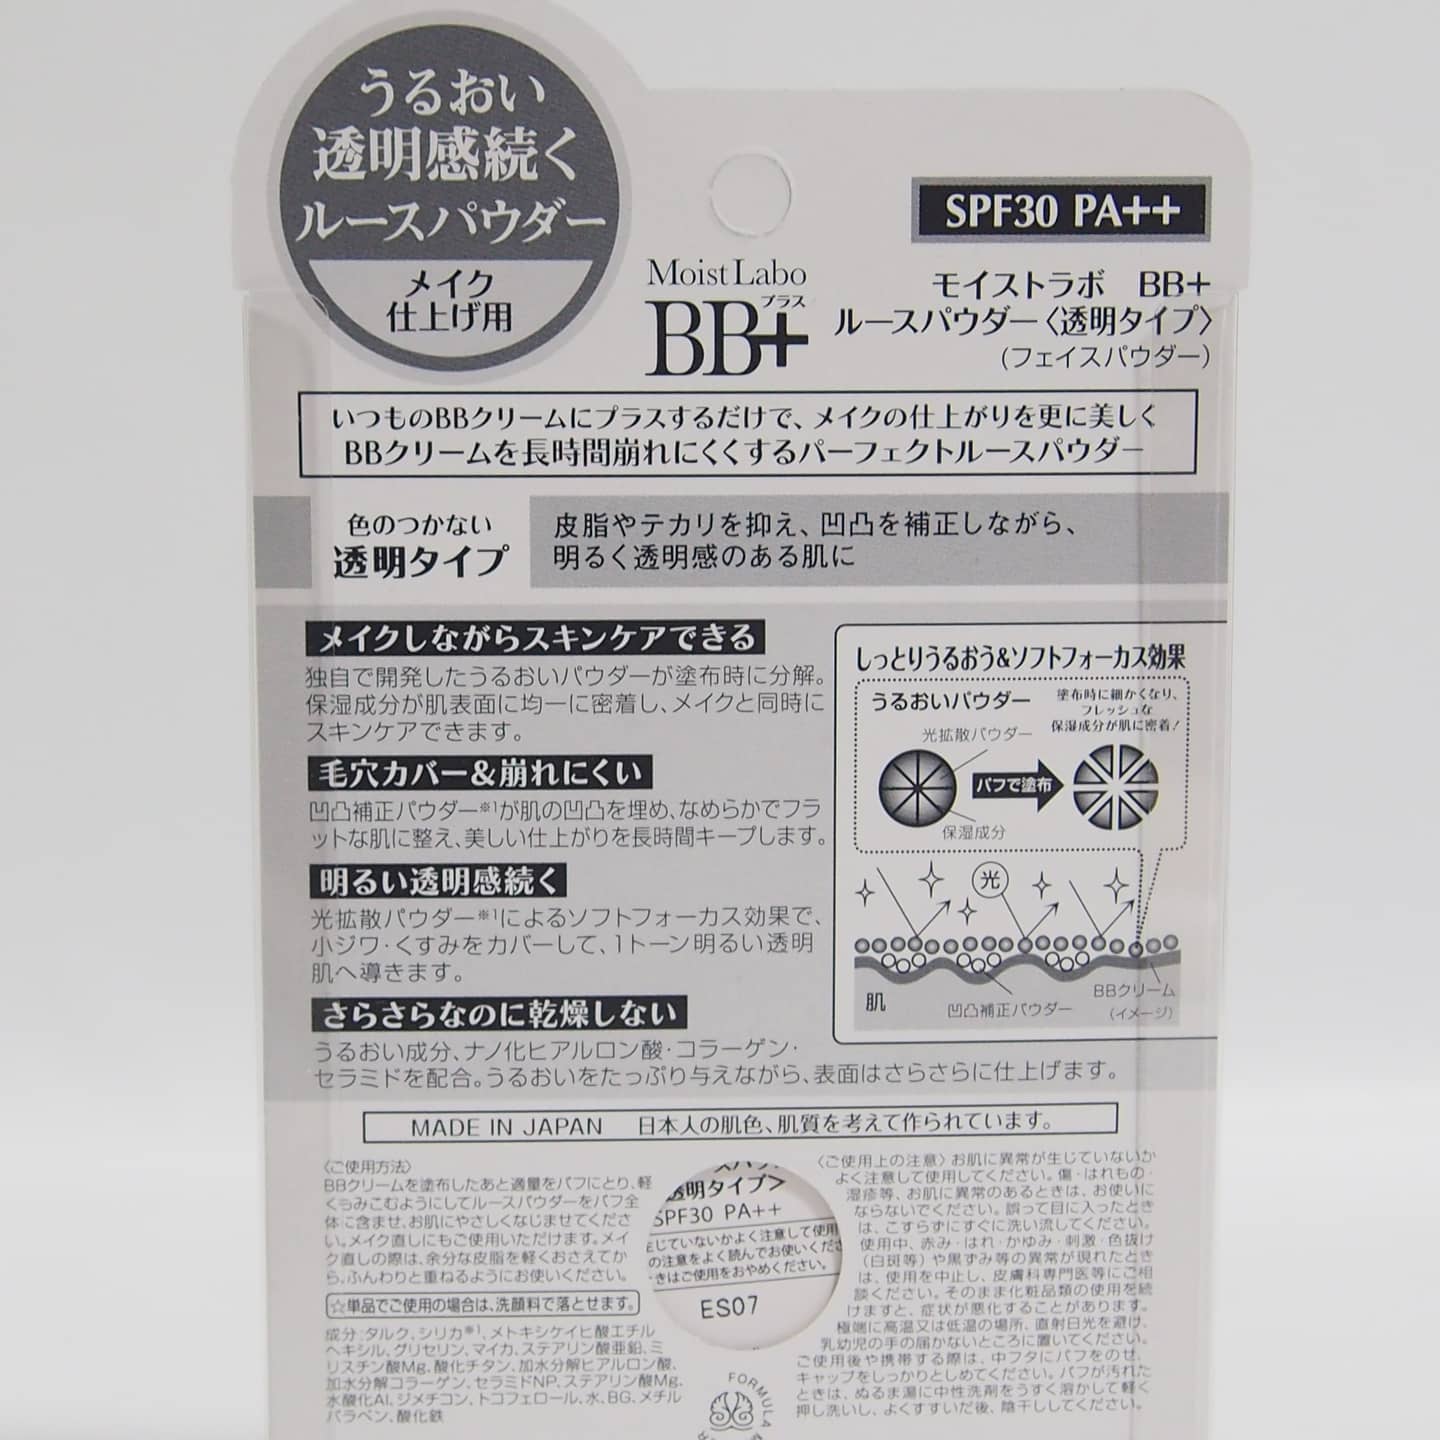 うるおい
透明感続く
ルースパウダー
メイク
仕上げ用
SPF30 PA++
Moist Labo
BB+
プラス
モイストラボ BB+
ルースパウダー〈透明タイプ〉
(フェイスパウダー)
いつものBBクリームにプラスするだけで、メイクの仕上がりを更に美しく
BBクリームを長時間崩れにくくするパーフェクトルースパウダー
色のつかない
透明タイプ
皮脂やテカリを抑え、凹凸を補正しながら、
明るく透明感のある肌に
メイクしながらスキンケアできる
独自で開発したうるおいパウダーが塗布時に分解。
保湿成分が肌表面に均一に密着し、メイクと同時に
スキンケアできます。
毛穴カバー&崩れにくい
凹凸補正パウダー※1が肌の凹凸を埋め、なめらかでフラ
ットな肌に整え、美しい仕上がりを長時間キープします。
明るい透明感続く
光拡散パウダー※1によるソフトフォーカス効果で、
小ジワ・くすみをカバーして、1トーン明るい透明
肌へ導きます。
さらさらなのに乾燥しない
うるおい成分、ナノ化ヒアルロン酸・コラーゲン・
セラミドを配合。うるおいをたっぷり与えながら、表面はさらさらに仕上げます。
しっとりうるおう&ソフトフォーカス効果
うるおいパウダー
塗布時に細かくなり、
フレッシュな
保湿成分が肌に密着!
光拡散パウダー
パフで塗布
保湿成分
光
肌
凹凸補正パウダー
BBクリーム
(イメージ)
MADE IN JAPAN 日本人の肌色、肌質を考えて作られています。
〈ご使用方法〉
BBクリームを塗布したあと適量をパフにとり、軽
くもみこむようにしてルースパウダーをパフ全
体に含ませ、お肌にやさしくなじませてくださ
い。メイク直しにもご使用いただけます。メイ
ク直しの際は、余分な皮脂を軽くおさえてか
ら、ふんわりと重ねるようにお使いください。
☆単品でご使用の場合は、洗顔料で落とせます。
成分:タルク、シリカ※1、メトキシケイヒ酸エチル
ヘキシル、グリセリン、マイカ、ステアリン酸亜鉛、ミ
リスチン酸Mg、酸化チタン、加水分解ヒアルロン酸、
加水分解コラーゲン、セラミドNP、ステアリン酸Mg、
水酸化Al、ジメチコン、トコフェロール、水、BG、メチル
パラベン、酸化鉄
透明タイプ>
SPF30 PA++
じていないかよく注意して使用
の注意をよく読んでお使いくださ
きはご使用をおやめください。
ES07
FORMULA
〈ご使用上の注意〉お肌に異常が生じていないか
よく注意して使用してください。傷・はれもの・
湿疹等、お肌に異常のあるときは、お使いに
ならないでください。誤って目に入ったとき
は、こすらずにすぐに洗い流してください。
使用中、赤み・はれ・かゆみ・刺激・色抜け
(白斑等)や黒ずみ等の異常が現れたとき
は、使用を中止し、皮膚科専門医等にご相
談ください。そのまま化粧品類の使用を続
けますと、症状が悪化することがあります。
極端に高温又は低温の場所、直射日光を避け、
乳幼児の手の届かないところに置いてください。
ご使用後や携帯する際は、中フタにパフをのせ、
キャップをしっかりとしめてください。パフが汚れた
ときは、ぬるま湯に中性洗剤をうすく溶かして軽く
押し洗いし、よくすすいだ後、陰干ししてください。